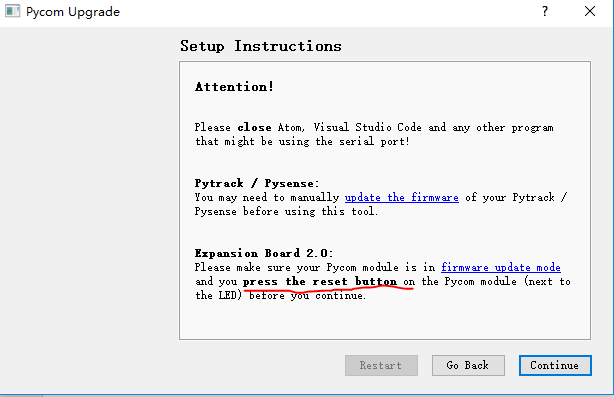 Pycom Upgrade
?
Setup Instructions
Attention!
Please close Atom, Visual Studio Code and any other program
that might be using the serial port!
Pytrack / Pysense:
You may need to manually update the firmware of your Pytrack /
Pysense before using this tool.
Expansion Board 2.0:
Please make sure your Pycom module is in firmware update mode
and you press the reset button on the Pycom module (next to
the LED) before you continue.
Restart
Go Back
Continue